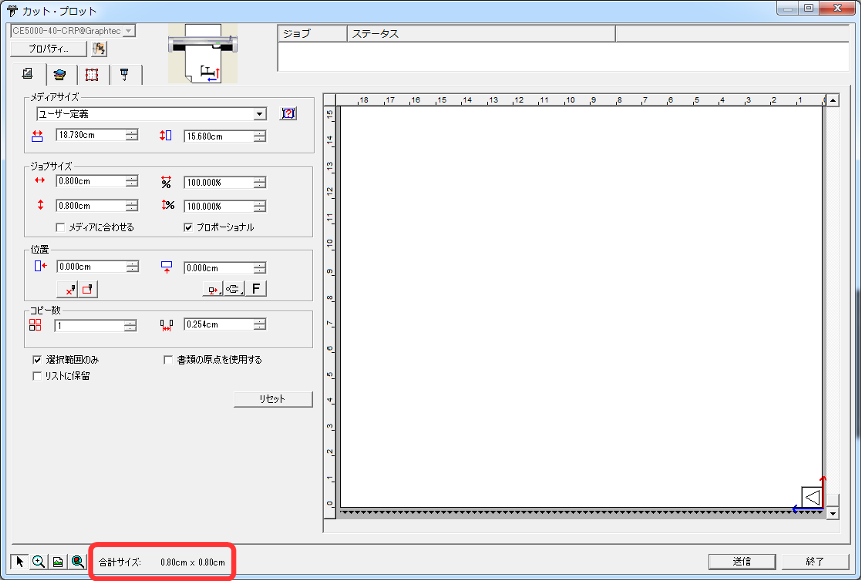 カット・プロット
CE5000-40-CRP@Graphtec
プロパティ..
ジョブ ステータス
メディアサイズ
ユーザー定義
18.730cm 15.680cm
ジョブサイズ
0.800cm 100.000%
0.800cm 100.000%
メディアに合わせる プロポーショナル
位置
0.000cm 0.000cm
F
コピー数
1 0.254cm
選択範囲のみ 書類の原点を使用する
リストに保留
リセット
18 17 16 15 14 13 12 11 10 9 8 7 6 5 4 3 2 1
15
14
13
12
11
10
9
8
7
6
5
4
3
2
1
0
合計サイズ: 0.80cm x 0.80cm
送信 終了